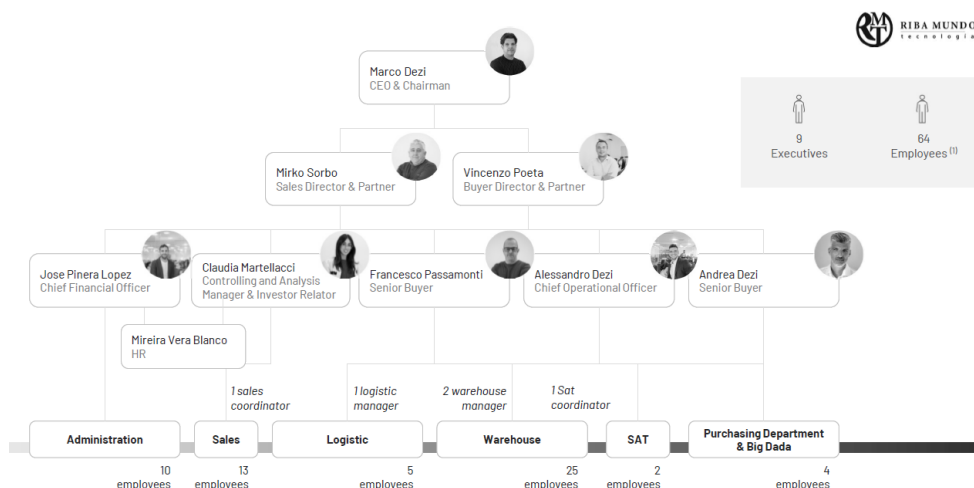 RMT
RIBA MUNDO
tecnología
Marco Dezi
CEO & Chairman
9
Executives
64
Employees (1)
Mirko Sorbo
Sales Director & Partner
Vincenzo Poeta
Buyer Director & Partner
Jose Pinera Lopez
Chief Financial Officer
Claudia Martellacci
Controlling and Analysis
Manager & Investor Relator
Francesco Passamonti
Senior Buyer
Alessandro Dezi
Chief Operational Officer
Andrea Dezi
Senior Buyer
Mireira Vera Blanco
HR
1 sales
coordinator
1 logistic
manager
2 warehouse
manager
1 Sat
coordinator
Administration
Sales
Logistic
Warehouse
SAT
Purchasing Department
& Big Dada
10
employees
13
employees
5
employees
25
employees
2
employees
4
employees